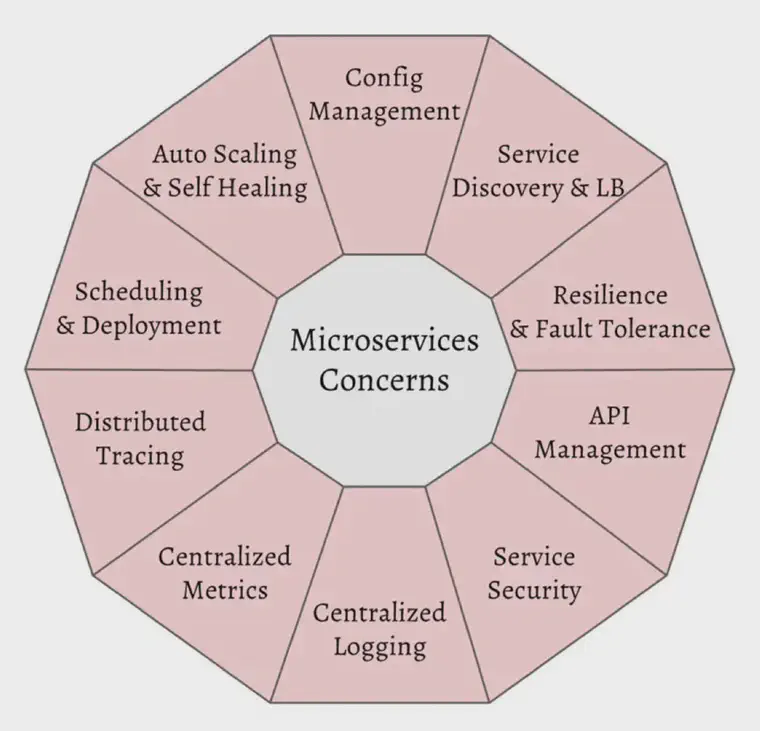 Config
Management
Service
Discovery & LB
Resilience
& Fault Tolerance
API
Management
Service
Security
Centralized
Logging
Centralized
Metrics
Distributed
Tracing
Scheduling
& Deployment
Auto Scaling
& Self Healing
Microservices
Concerns